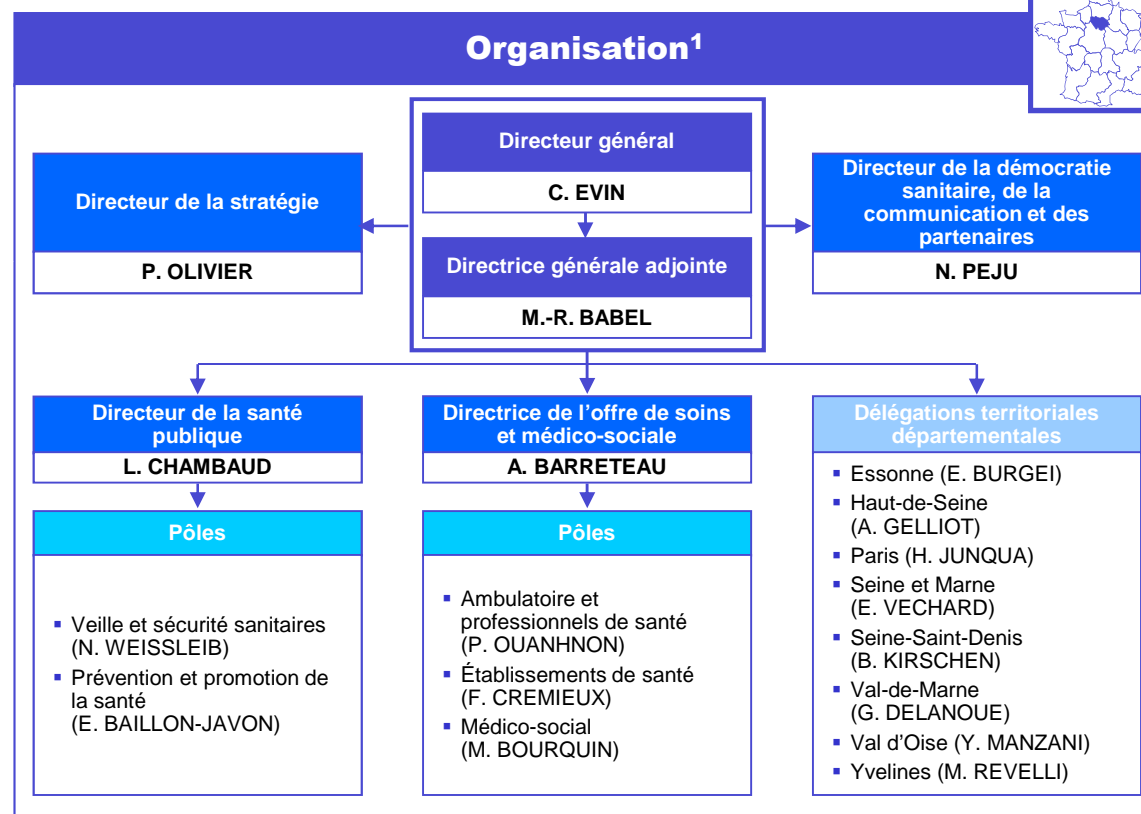 Organisation¹
Directeur général
C. EVIN
Directrice générale adjointe
M.-R. BABEL
Directeur de la stratégie
P. OLIVIER
Directeur de la démocratie
sanitaire, de la
communication et des
partenaires
N. PEJU
Directeur de la santé
publique
L. CHAMBAUD
Pôles
▪ Veille et sécurité sanitaires
(N. WEISSLEIB)
▪ Prévention et promotion de
la santé
(E. BAILLON-JAVON)
Directrice de l’offre de soins
et médico-sociale
A. BARRETEAU
Pôles
▪ Ambulatoire et
professionnels de santé
(P. OUANHNON)
▪ Établissements de santé
(F. CREMIEUX)
▪ Médico-social
(M. BOURQUIN)
Délégations territoriales
départementales
▪ Essonne (E. BURGEI)
▪ Haut-de-Seine
(A. GELLIOT)
▪ Paris (H. JUNQUA)
▪ Seine et Marne
(E. VECHARD)
▪ Seine-Saint-Denis
(B. KIRSCHEN)
▪ Val-de-Marne
(G. DELANOUE)
▪ Val d'Oise (Y. MANZANI)
▪ Yvelines (M. REVELLI)